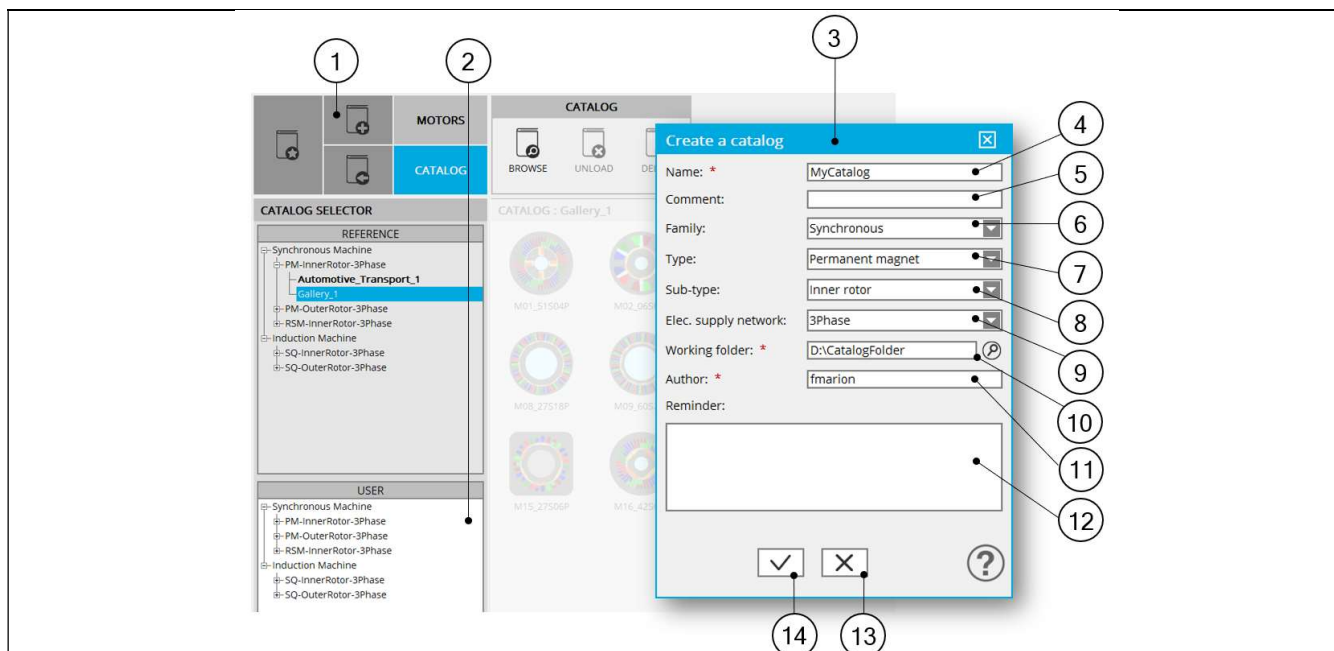 1
2
3
MOTORS
CATALOG
CATALOG
BROWSE
UNLOAD
CATALOG SELECTOR
REFERENCE
Synchronous Machine
PM-InnerRotor-3Phase
Automotive_Transport_1
Gallery_1
PM-OuterRotor-3Phase
RSM-InnerRotor-3Phase
Induction Machine
SQ-InnerRotor-3Phase
SQ-OuterRotor-3Phase
USER
Synchronous Machine
PM-InnerRotor-3Phase
PM-OuterRotor-3Phase
RSM-InnerRotor-3Phase
Induction Machine
SQ-InnerRotor-3Phase
SQ-OuterRotor-3Phase
CATALOG : Gallery_1
M01_51S04P
M08_27S18P
M15_27S06P
Create a catalog
Name: * MyCatalog
Comment:
Family: Synchronous
Type: Permanent magnet
Sub-type: Inner rotor
Elec. supply network: 3Phase
Working folder: * D:\CatalogFolder
Author: * fmarion
Reminder:
?
4
5
6
7
8
9
10
11
12
14
13